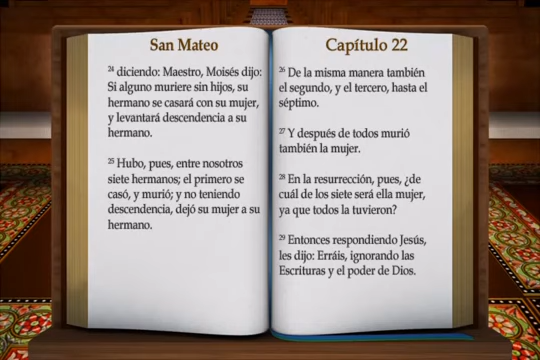 San Mateo
24 diciendo: Maestro, Moisés dijo:
Si alguno muriere sin hijos, su
hermano se casará con su mujer,
y levantará descendencia a su
hermano.
25 Hubo, pues, entre nosotros
siete hermanos; el primero se
casó, y murió; y no teniendo
descendencia, dejó su mujer a su
hermano.
Capítulo 22
26 De la misma manera también
el segundo, y el tercero, hasta el
séptimo.
27 Y después de todos murió
también la mujer.
28 En la resurrección, pues, ¿de
cuál de los siete será ella mujer,
ya que todos la tuvieron?
29 Entonces respondiendo Jesús,
les dijo: Erráis, ignorando las
Escrituras y el poder de Dios.